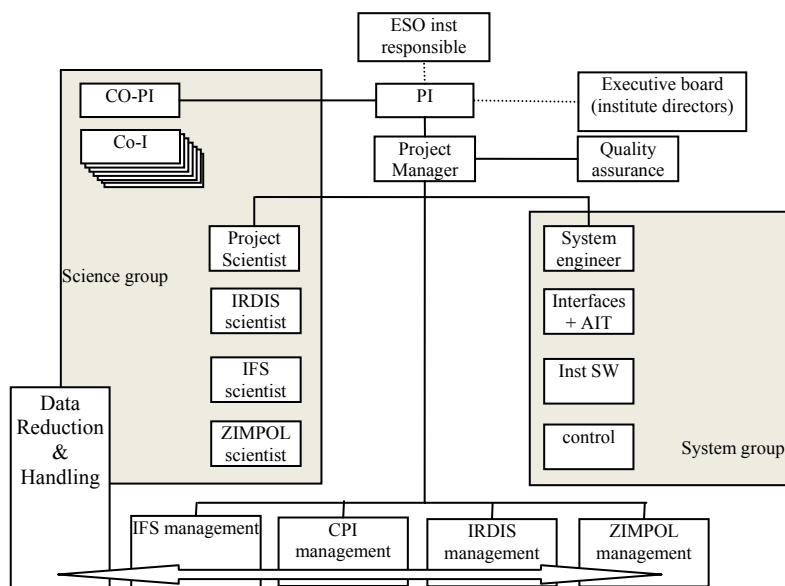 ESO inst
responsible
CO-PI
PI
Executive board
(institute directors)
Co-I
Project
Manager
Quality
assurance
Project
Scientist
System
engineer
Science group
IRDIS
scientist
Interfaces
+ AIT
IFS
scientist
Inst SW
Data
Reduction
&
Handling
ZIMPOL
scientist
control
System group
IFS management
CPI
management
IRDIS
management
ZIMPOL
management